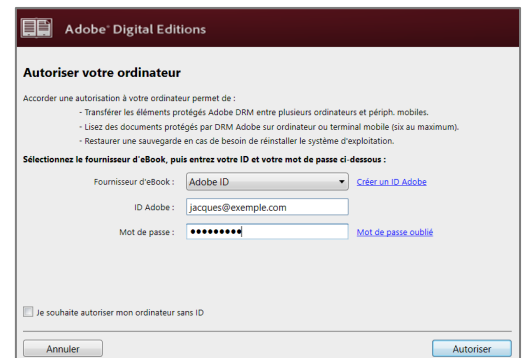 Adobe® Digital Editions
Autoriser votre ordinateur
Accorder une autorisation à votre ordinateur permet de :
- Transférer les éléments protégés Adobe DRM entre plusieurs ordinateurs et périph. mobiles.
- Lisez des documents protégés par DRM Adobe sur ordinateur ou terminal mobile (six au maximum).
- Restaurer une sauvegarde en cas de besoin de réinstaller le système d'exploitation.
Sélectionnez le fournisseur d'eBook, puis entrez votre ID et votre mot de passe ci-dessous :
Fournisseur d'eBook : Adobe ID Créer un ID Adobe
ID Adobe : jacques@exemple.com
Mot de passe : ●●●●●●●●● Mot de passe oublié
Je souhaite autoriser mon ordinateur sans ID
Annuler Autoriser